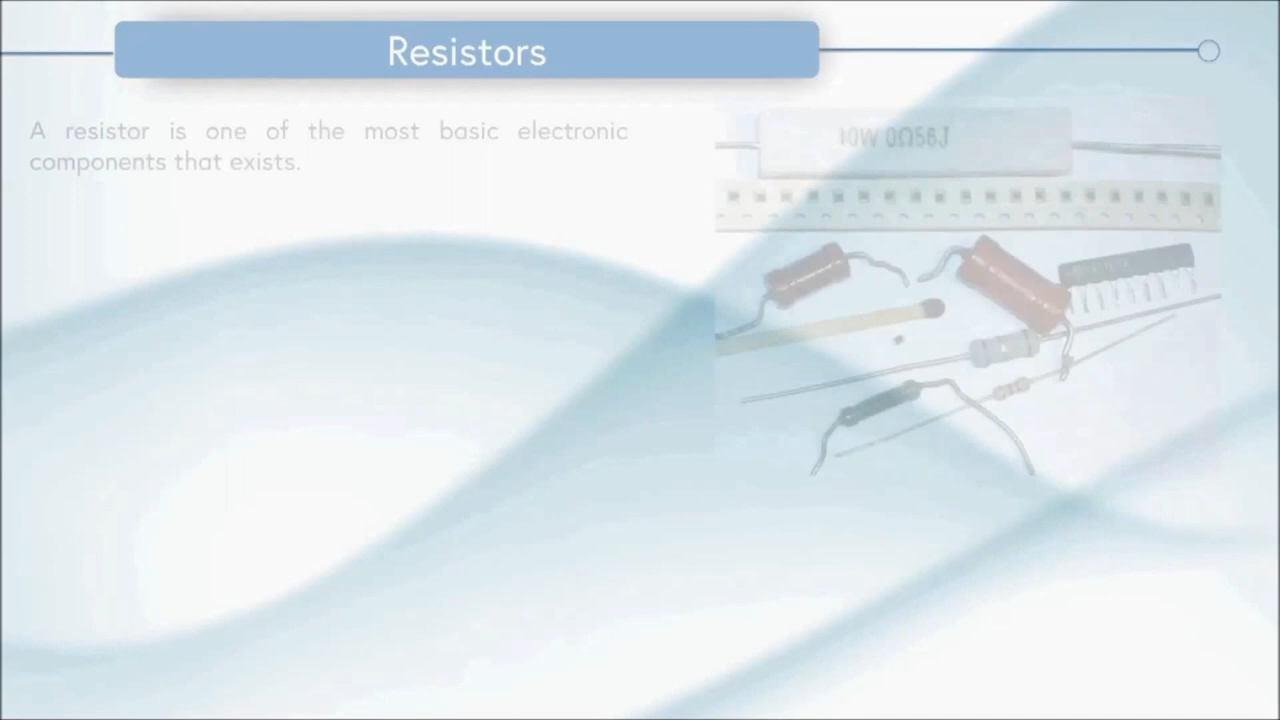 Resistors
A resistor is one of the most basic electronic
components that exists.
10W 0Ω56J